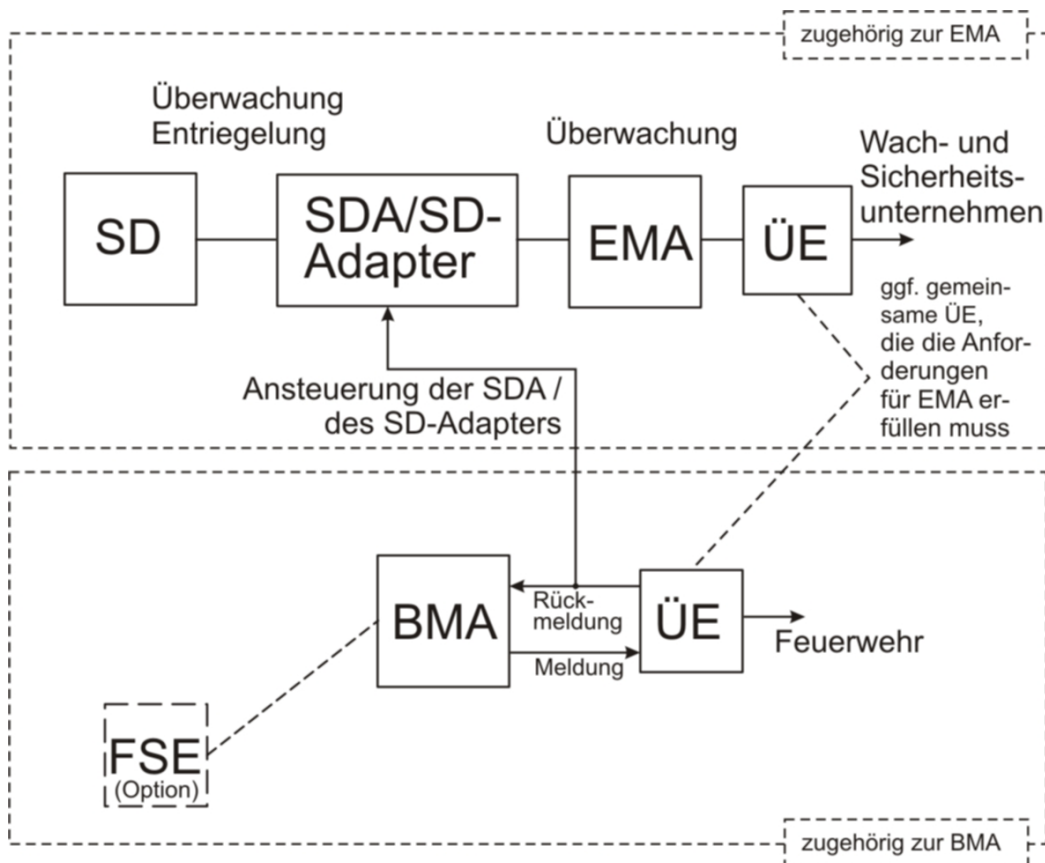 zugehörig zur EMA
Überwachung
Entriegelung
Überwachung
Wach- und
Sicherheits-
unternehmen
SD
SDA/SD-
Adapter
EMA
ÜE
ggf. gemein-
same ÜE,
die die Anfor-
derungen
für EMA er-
füllen muss
Ansteuerung der SDA /
des SD-Adapters
BMA
Rück-
meldung
Meldung
ÜE
Feuerwehr
FSE
(Option)
zugehörig zur BMA